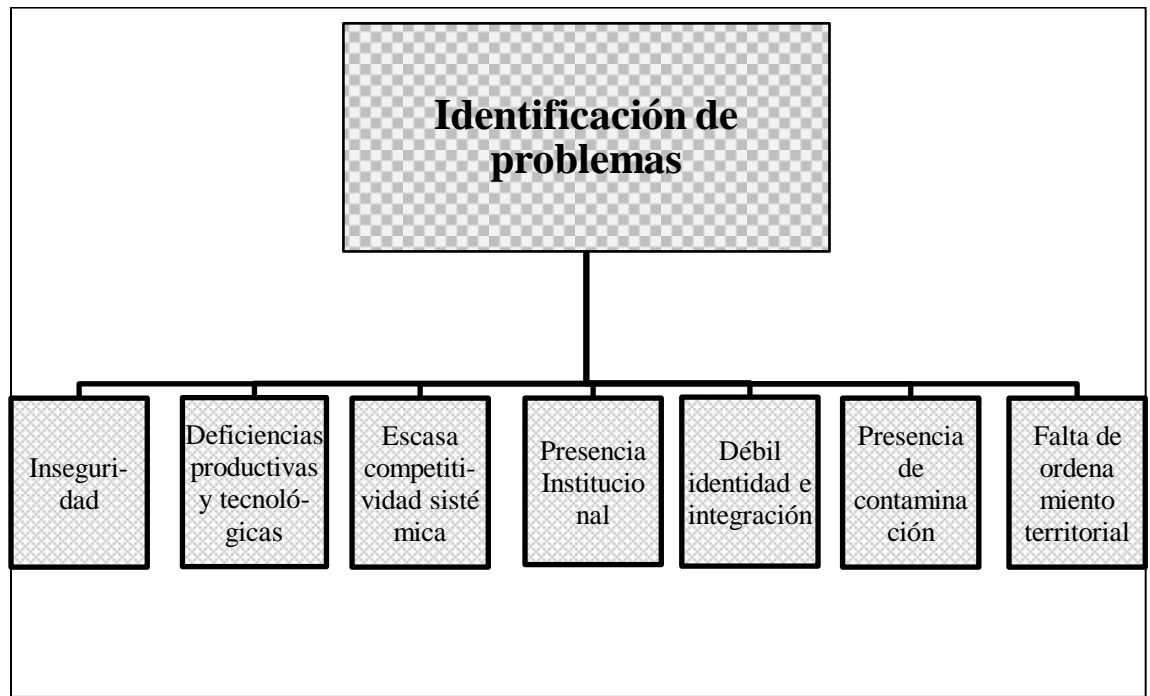 Identificación de
problemas
Inseguri-
dad
Deficiencias
productivas
y tecnoló-
gicas
Escasa
competiti-
vidad sisté
mica
Presencia
Institucio
nal
Débil
identidad e
integración
Presencia
de
contamina
ción
Falta de
ordena
miento
territorial